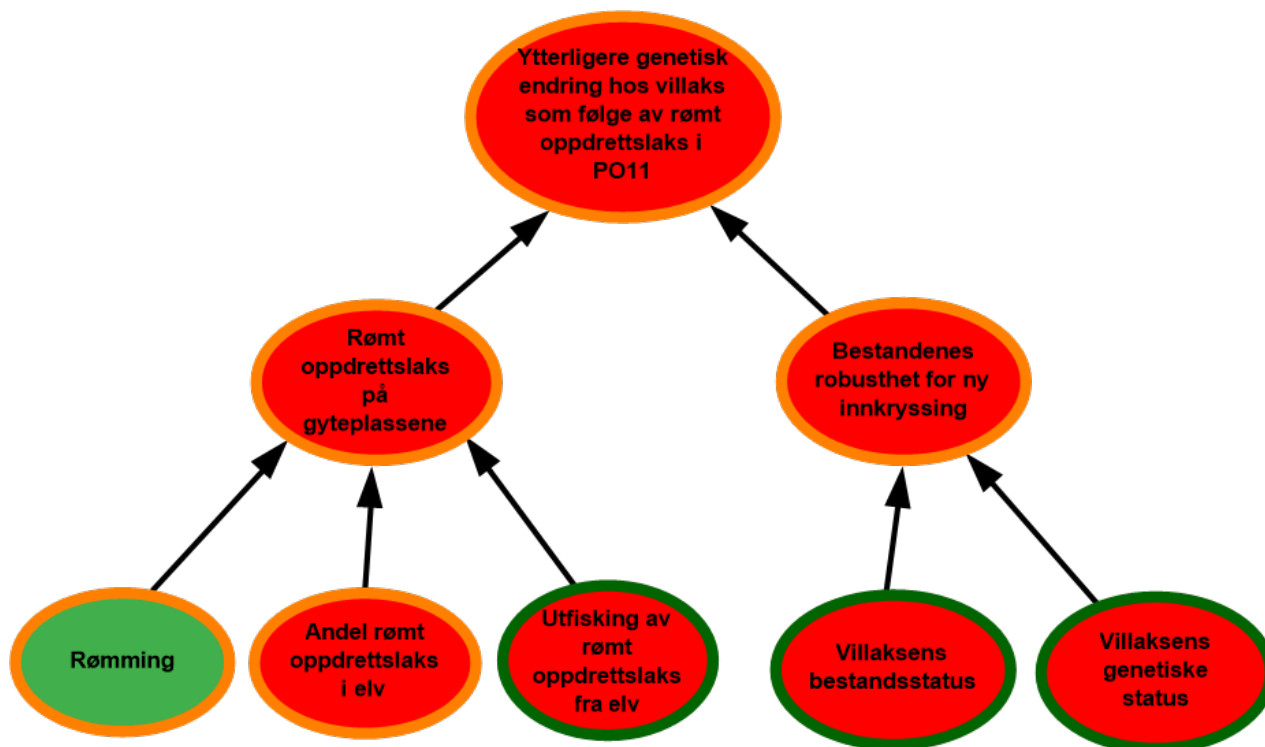 Ytterligere genetisk
endring hos villaks
som følge av rømt
oppdrettslaks i
PO11
Rømt
oppdrettslaks
på
gyteplassene
Bestandenes
robusthet for ny
innkryssing
Rømming
Andel rømt
oppdrettslaks
i elv
Utfisking av
rømt
oppdrettslaks
fra elv
Villaksens
bestandsstatus
Villaksens
genetiske
status